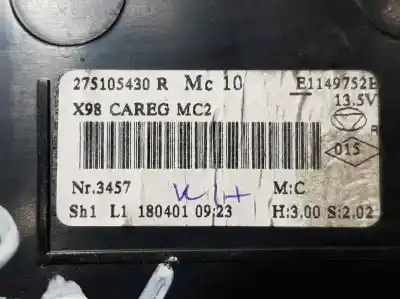 275105430 R Mc 10 E1149752E
13.5V
X98 CAREG MC2
R
015
Nr.3457 M:C
Sh1 L1 180401 09:23 H:3.00 S:2.02